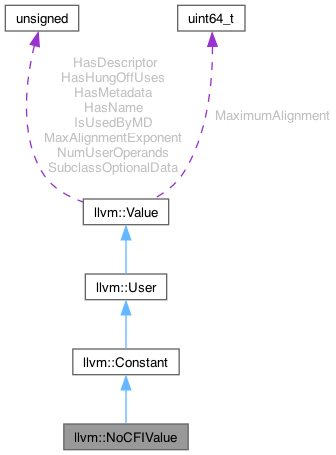 unsigned
uint64_t
HasDescriptor
HasHungOffUses
HasMetadata
HasName
IsUsedByMD
MaxAlignmentExponent
NumUserOperands
SubclassOptionalData
MaximumAlignment
llvm::Value
llvm::User
llvm::Constant
llvm::NoCFIValue